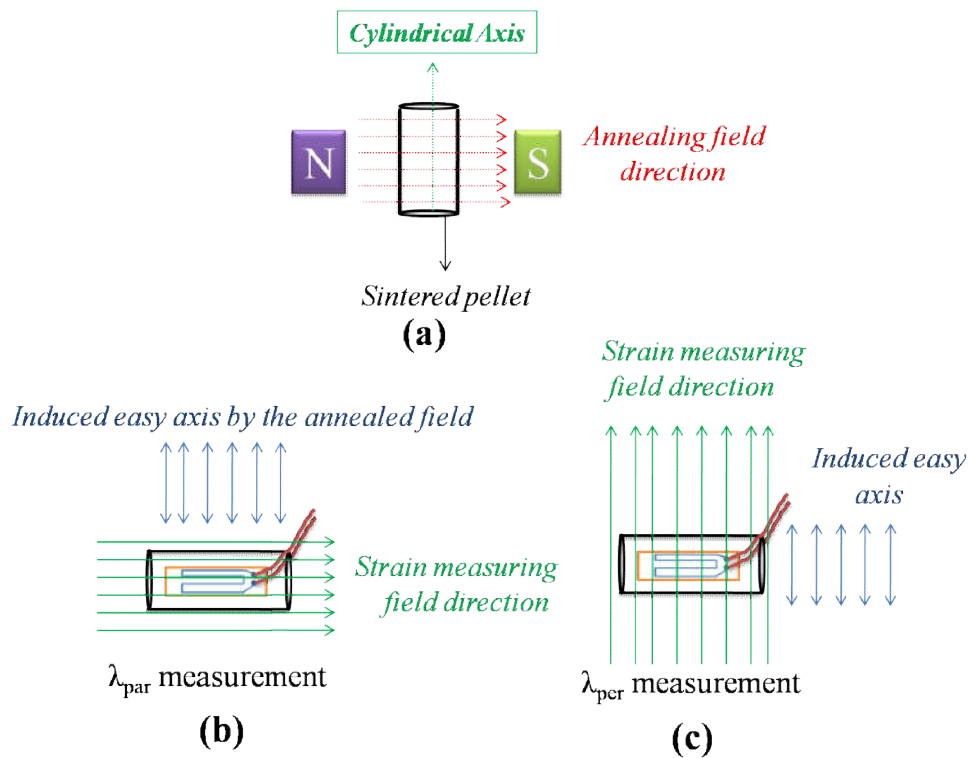 Cylindrical Axis
N
S
Annealing field
direction
Sintered pellet
(a)
Induced easy axis by the annealed field
Strain measuring
field direction
λpar measurement
(b)
Strain measuring
field direction
Induced easy
axis
λper measurement
(c)